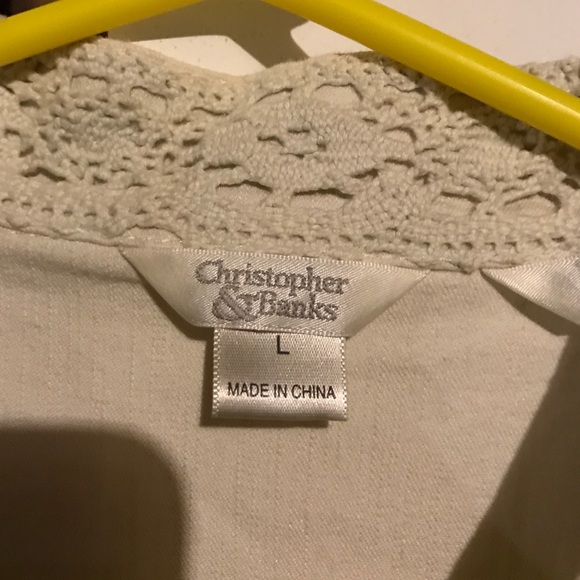 Christopher
& Banks
L
MADE IN CHINA